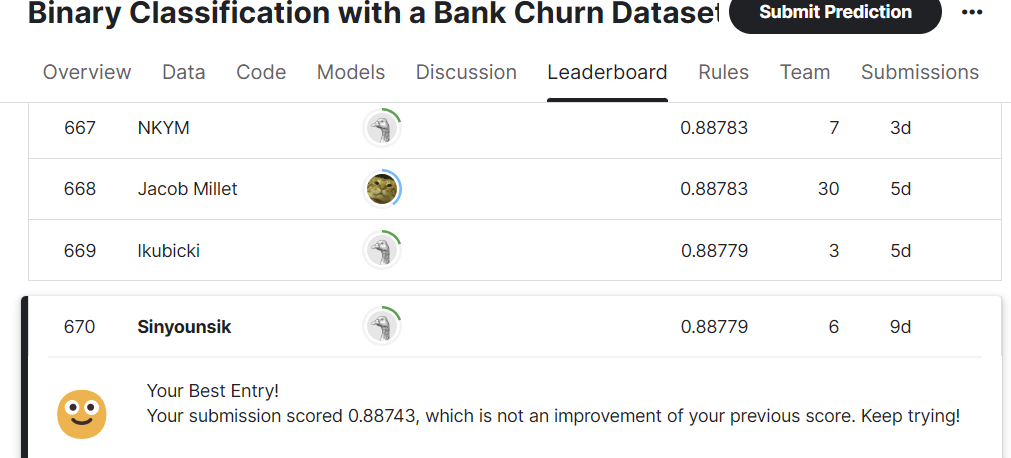 Binary Classification with a Bank Churn Dataset Submit Prediction
Overview Data Code Models Discussion Leaderboard Rules Team Submissions
667 NKYM 0.88783 7 3d
668 Jacob Millet 0.88783 30 5d
669 Ikubicki 0.88779 3 5d
670 Sinyounsik 0.88779 6 9d
Your Best Entry!
Your submission scored 0.88743, which is not an improvement of your previous score. Keep trying!